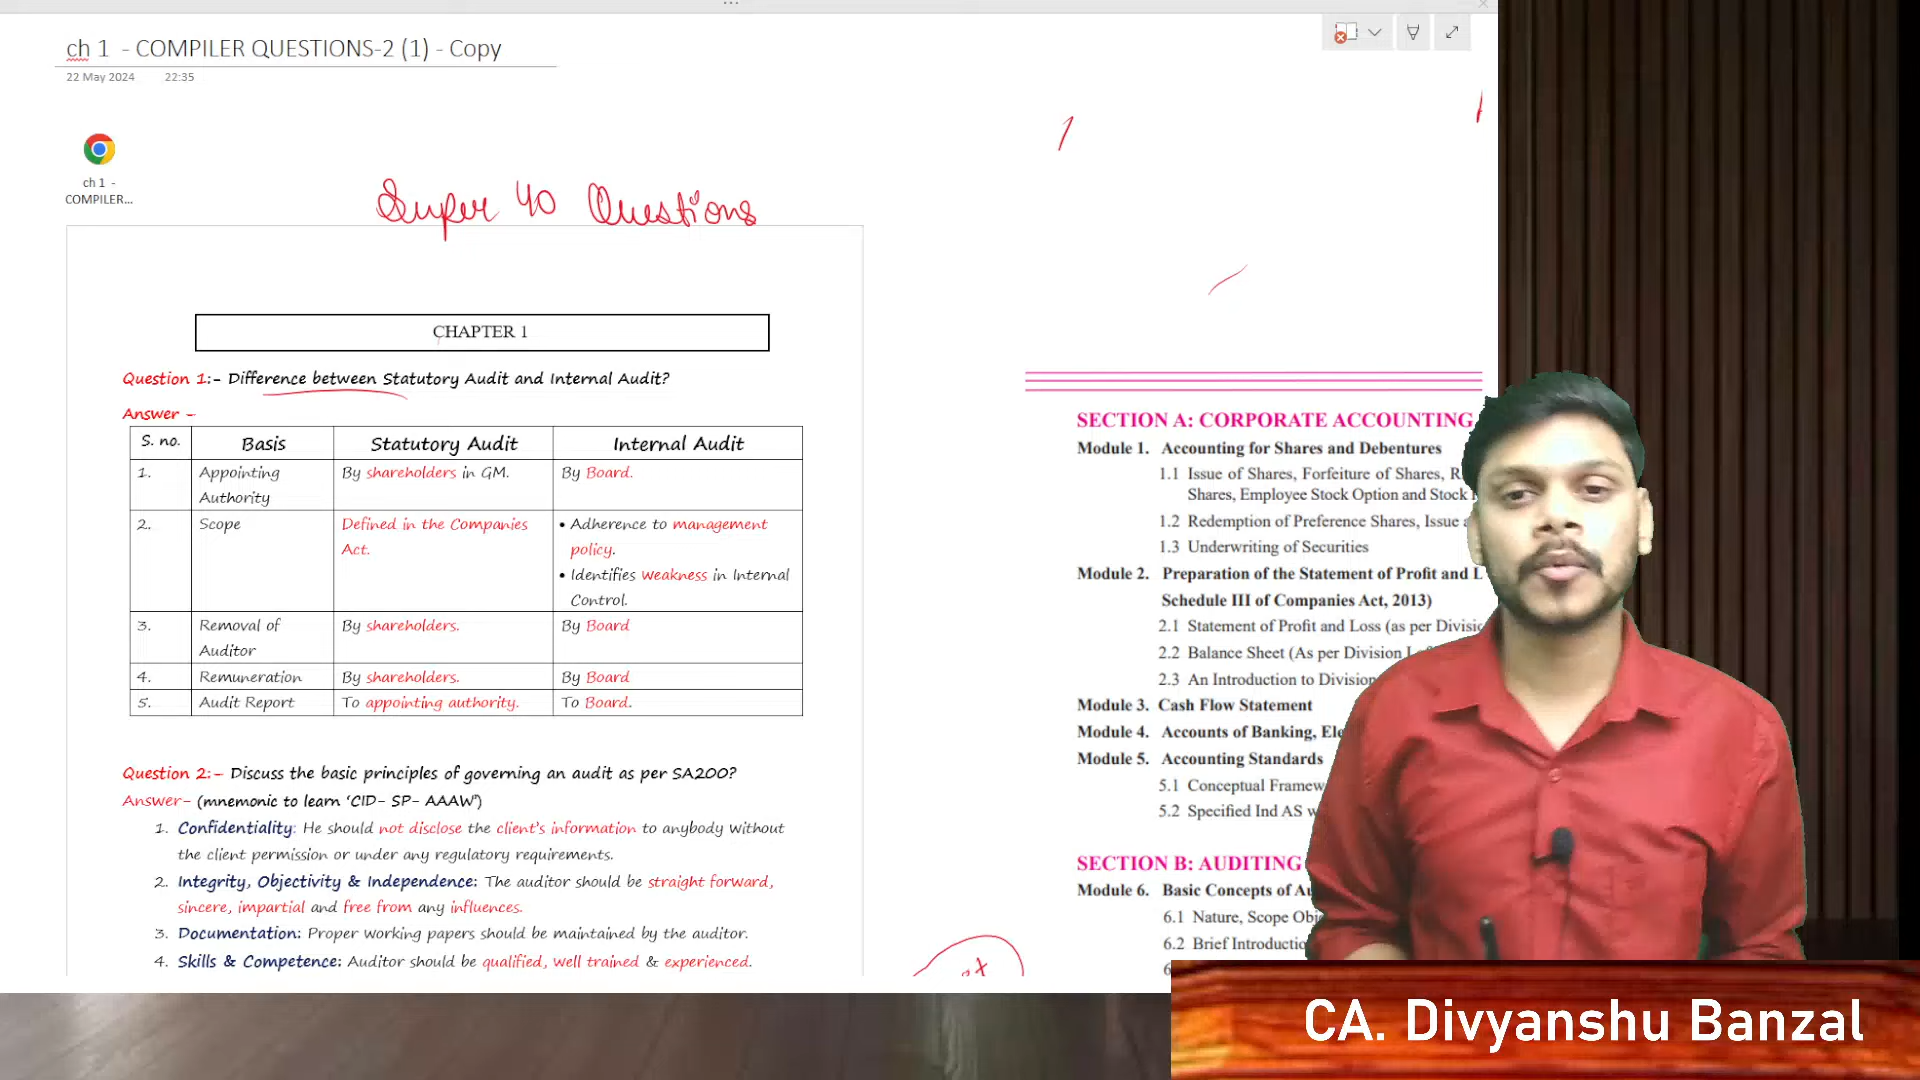 ch 1 - COMPILER QUESTIONS-2 (1) - Copy
22 May 2024 22:35
ch 1 -
COMPILER...
Super 40 Questions
CHAPTER 1
Question 1:- Difference between Statutory Audit and Internal Audit?
Answer -
S. no. Basis Statutory Audit Internal Audit
1. Appointing Authority By shareholders in GM. By Board.
2. Scope Defined in the Companies Act. • Adherence to management policy.
• Identifies weakness in Internal Control.
3. Removal of Auditor By shareholders. By Board
4. Remuneration By shareholders. By Board
5. Audit Report To appointing authority. To Board.
Question 2:- Discuss the basic principles of governing an audit as per SA200?
Answer- (mnemonic to learn 'CID- SP- AAAW')
1. Confidentiality: He should not disclose the client's information to anybody without
the client permission or under any regulatory requirements.
2. Integrity, Objectivity & Independence: The auditor should be straight forward,
sincere, impartial and free from any influences.
3. Documentation: Proper working papers should be maintained by the auditor.
4. Skills & Competence: Auditor should be qualified, well trained & experienced.
SECTION A: CORPORATE ACCOUNTING
Module 1. Accounting for Shares and Debentures
1.1 Issue of Shares, Forfeiture of Shares,
Shares, Employee Stock Option and Stock
1.2 Redemption of Preference Shares, Issue
1.3 Underwriting of Securities
Module 2. Preparation of the Statement of Profit and
Schedule III of Companies Act, 2013)
2.1 Statement of Profit and Loss (as per
2.2 Balance Sheet (As per Division
2.3 An Introduction to Division
Module 3. Cash Flow Statement
Module 4. Accounts of Banking,
Module 5. Accounting Standards
5.1 Conceptual
5.2 Specified Ind AS
SECTION B: AUDITING
Module 6. Basic Concepts of
6.1 Nature, Scope
6.2 Brief
CA. Divyanshu Banzal